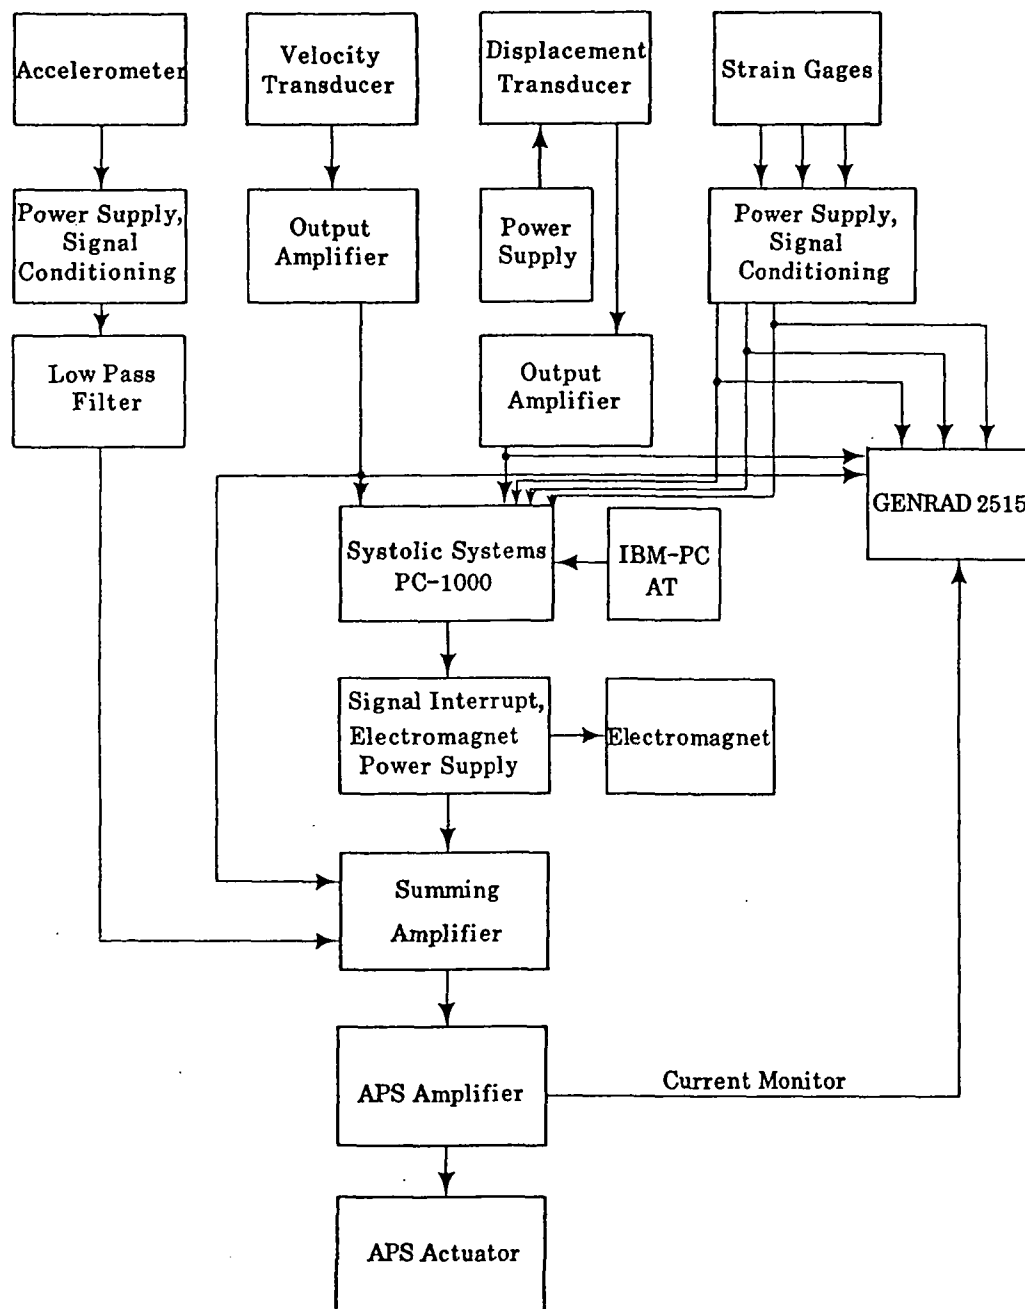 Accelerometer
Velocity
Transducer
Displacement
Transducer
Strain Gages
Power Supply,
Signal
Conditioning
Output
Amplifier
Power
Supply
Power Supply,
Signal
Conditioning
Low Pass
Filter
Output
Amplifier
GENRAD 2515
Systolic Systems
PC-1000
IBM-PC
AT
Signal Interrupt,
Electromagnet
Power Supply
Electromagnet
Summing
Amplifier
APS Amplifier
Current Monitor
APS Actuator